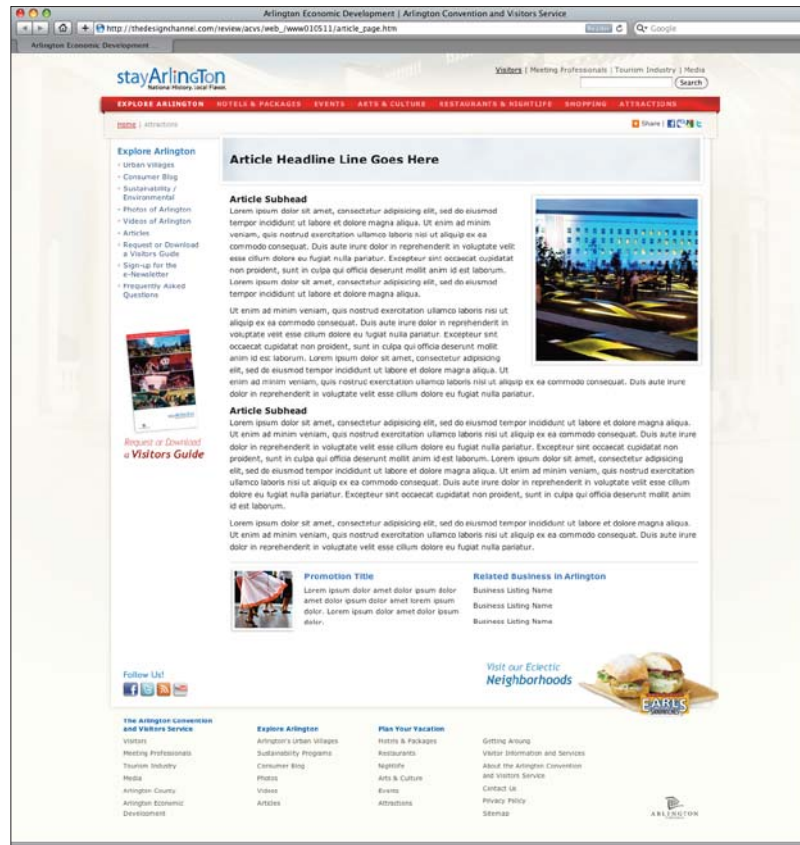 Arlington Economic Development | Arlington Convention and Visitors Service
http://thedesignchannel.com/review/acvs/web_/www010511/article_page.htm
Reader
Google
Arlington Economic Development ...
stayArlingTon
National History. Local Flavor.
Visitors | Meeting Professionals | Tourism Industry | Media
Search
EXPLORE ARLINGTON HOTELS & PACKAGES EVENTS ARTS & CULTURE RESTAURANTS & NIGHTLIFE SHOPPING ATTRACTIONS
Home | Attractions
Share |
Explore Arlington
Urban Villages
Consumer Blog
Sustainability /
Environmental
Photos of Arlington
Videos of Arlington
Articles
Request or Download
a Visitors Guide
Sign-up for the
e-Newsletter
Frequently Asked
Questions
Request or Download
a Visitors Guide
Article Headline Line Goes Here
Article Subhead
Lorem ipsum dolor sit amet, consectetur adipisicing elit, sed do eiusmod
tempor incididunt ut labore et dolore magna aliqua. Ut enim ad minim
veniam, quis nostrud exercitation ullamco laboris nisi ut aliquip ex ea
commodo consequat. Duis aute irure dolor in reprehenderit in voluptate velit
esse cillum dolore eu fugiat nulla pariatur. Excepteur sint occaecat cupidatat
non proident, sunt in culpa qui officia deserunt mollit anim id est laborum.
Lorem ipsum dolor sit amet, consectetur adipisicing elit, sed do eiusmod
tempor incididunt ut labore et dolore magna aliqua.
Ut enim ad minim veniam, quis nostrud exercitation ullamco laboris nisi ut
aliquip ex ea commodo consequat. Duis aute irure dolor in reprehenderit in
voluptate velit esse cillum dolore eu fugiat nulla pariatur. Excepteur sint
occaecat cupidatat non proident, sunt in culpa qui officia deserunt mollit
anim id est laborum. Lorem ipsum dolor sit amet, consectetur adipisicing
elit, sed do eiusmod tempor incididunt ut labore et dolore magna aliqua. Ut
enim ad minim veniam, quis nostrud exercitation ullamco laboris nisi ut aliquip ex ea commodo consequat. Duis aute irure
dolor in reprehenderit in voluptate velit esse cillum dolore eu fugiat nulla pariatur.
Article Subhead
Lorem ipsum dolor sit amet, consectetur adipisicing elit, sed do eiusmod tempor incididunt ut labore et dolore magna aliqua.
Ut enim ad minim veniam, quis nostrud exercitation ullamco laboris nisi ut aliquip ex ea commodo consequat. Duis aute irure
dolor in reprehenderit in voluptate velit esse cillum dolore eu fugiat nulla pariatur. Excepteur sint occaecat cupidatat non
proident, sunt in culpa qui officia deserunt mollit anim id est laborum. Lorem ipsum dolor sit amet, consectetur adipisicing
elit, sed do eiusmod tempor incididunt ut labore et dolore magna aliqua. Ut enim ad minim veniam, quis nostrud exercitation
ullamco laboris nisi ut aliquip ex ea commodo consequat. Duis aute irure dolor in reprehenderit in voluptate velit esse cillum
dolore eu fugiat nulla pariatur. Excepteur sint occaecat cupidatat non proident, sunt in culpa qui officia deserunt mollit anim
id est laborum.
Lorem ipsum dolor sit amet, consectetur adipisicing elit, sed do eiusmod tempor incididunt ut labore et dolore magna aliqua.
Ut enim ad minim veniam, quis nostrud exercitation ullamco laboris nisi ut aliquip ex ea commodo consequat. Duis aute irure
dolor in reprehenderit in voluptate velit esse cillum dolore eu fugiat nulla pariatur.
Promotion Title
Lorem ipsum dolor amet dolor ipsum dolor
amet dolor ipsum dolor amet lorem ipsum
dolor. Lorem ipsum dolor amet dolor ipsum
dolor.
Related Business in Arlington
Business Listing Name
Business Listing Name
Business Listing Name
Follow Us!
Visit our Eclectic
Neighborhoods
EARL'S
SANDWICHES
The Arlington Convention
and Visitors Service
Visitors
Meeting Professionals
Tourism Industry
Media
Arlington County
Arlington Economic
Development
Explore Arlington
Arlington's Urban Villages
Sustainability Programs
Consumer Blog
Photos
Videos
Articles
Plan Your Vacation
Hotels & Packages
Restaurants
Nightlife
Arts & Culture
Events
Attractions
Getting Around
Visitor Information and Services
About the Arlington Convention
and Visitors Service
Contact Us
Privacy Policy
Sitemap
ARLINGTON